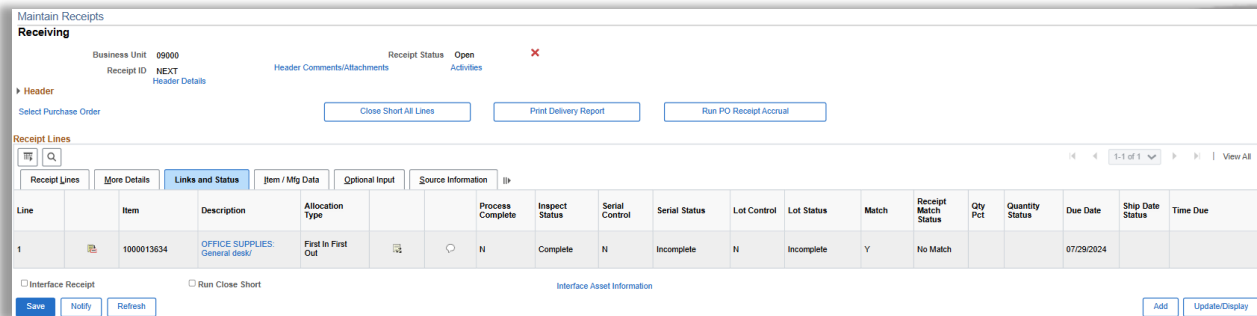 Maintain Receipts
Receiving
Business Unit 09000 Receipt Status Open
Receipt ID NEXT Header Comments/Attachments Activities
Header Details
Header
Select Purchase Order Close Short All Lines Print Delivery Report Run PO Receipt Accrual
Receipt Lines
1-1 of 1 View All
Receipt Lines More Details Links and Status Item / Mfg Data Optional Input Source Information
Line Item Description Allocation Type Process Complete Inspect Status Serial Control Serial Status Lot Control Lot Status Match Receipt Match Status Qty Pct Quantity Status Due Date Ship Date Status Time Due
1 1000013634 OFFICE SUPPLIES: General desk/ First In First Out N Complete N Incomplete N Incomplete Y No Match 07/29/2024
Interface Receipt Run Close Short Interface Asset Information
Save Notify Refresh Add Update/Display